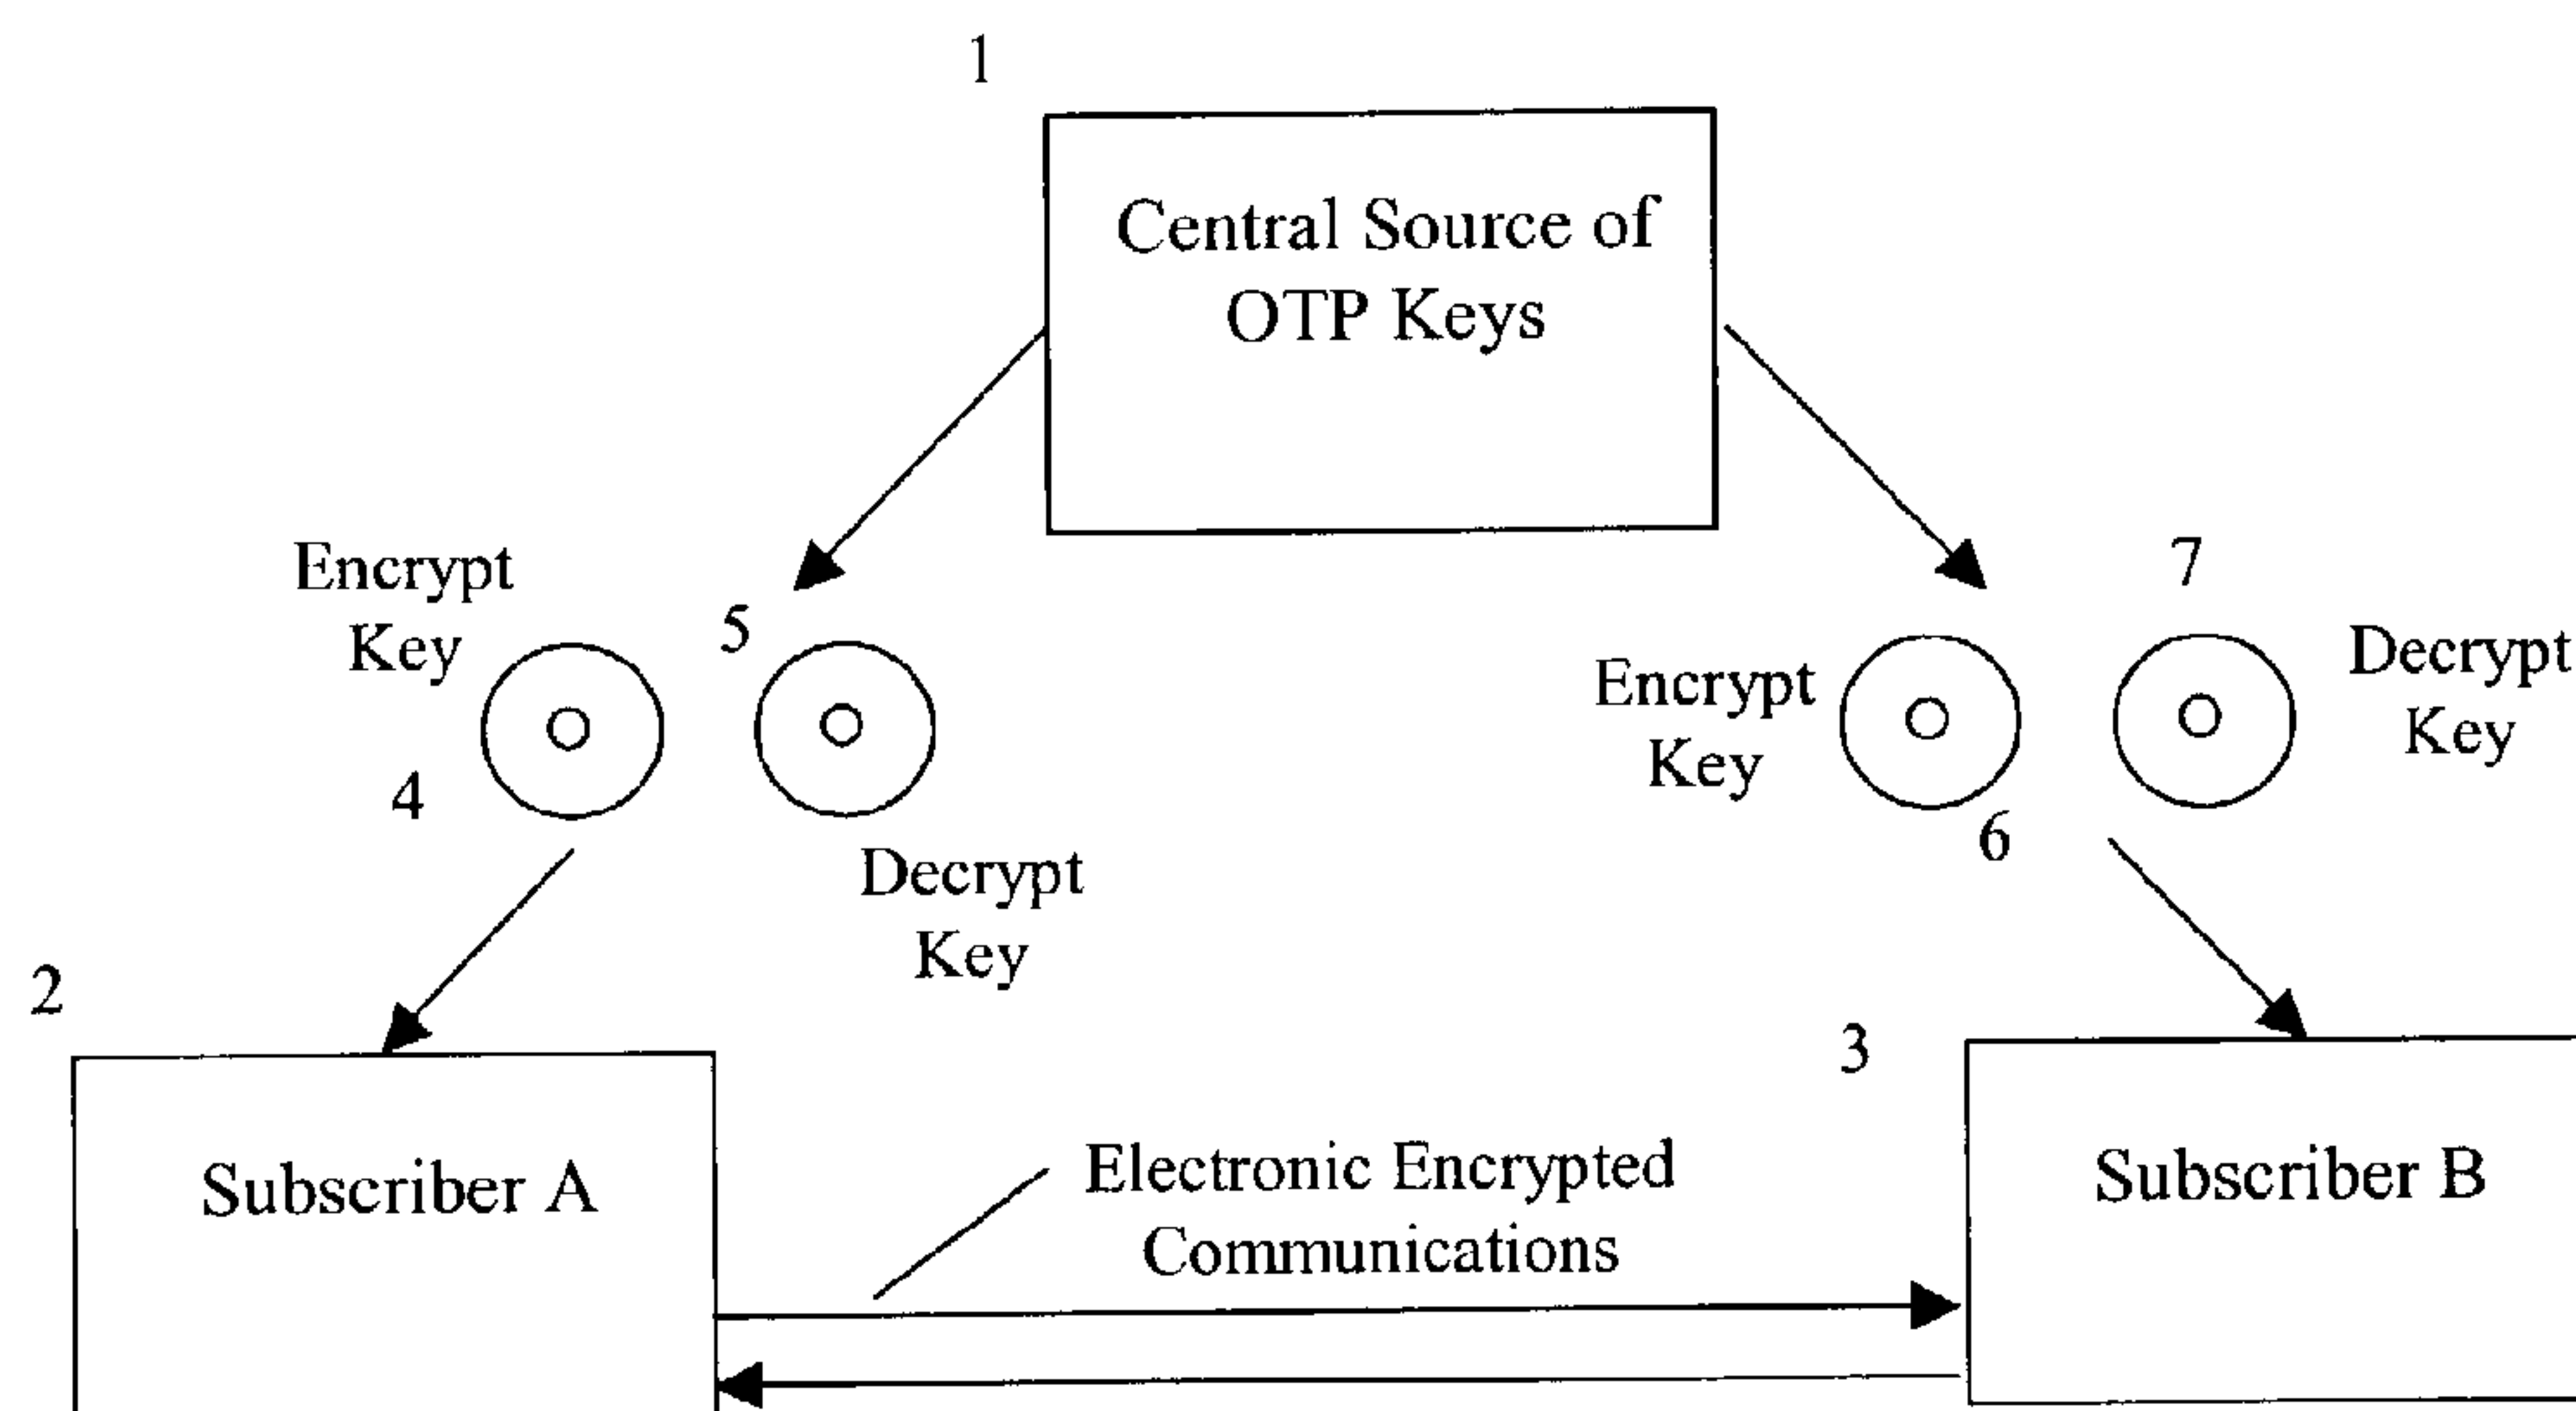 1
Central Source of
OTP Keys
Encrypt
Key
5
4
Decrypt
Key
7
Encrypt
Key
6
Decrypt
Key
2
Subscriber A
3
Subscriber B
Electronic Encrypted
Communications